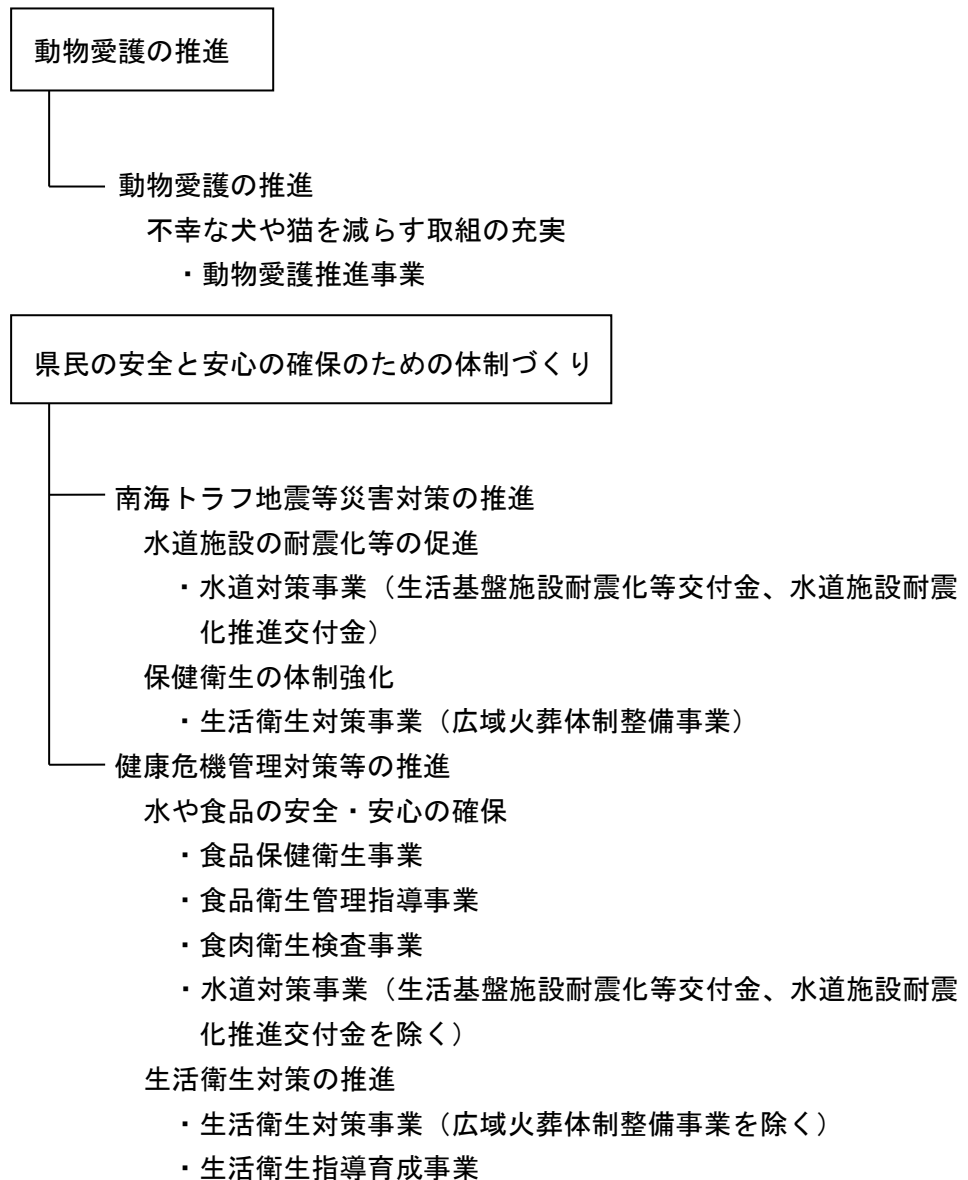 動物愛護の推進
動物愛護の推進
不幸な犬や猫を減らす取組の充実
・動物愛護推進事業
県民の安全と安心の確保のための体制づくり
南海トラフ地震等災害対策の推進
水道施設の耐震化等の促進
・水道対策事業（生活基盤施設耐震化等交付金、水道施設耐震
化推進交付金）
保健衛生の体制強化
・生活衛生対策事業（広域火葬体制整備事業）
健康危機管理対策等の推進
水や食品の安全・安心の確保
・食品保健衛生事業
・食品衛生管理指導事業
・食肉衛生検査事業
・水道対策事業（生活基盤施設耐震化等交付金、水道施設耐震
化推進交付金を除く）
生活衛生対策の推進
・生活衛生対策事業（広域火葬体制整備事業を除く）
・生活衛生指導育成事業